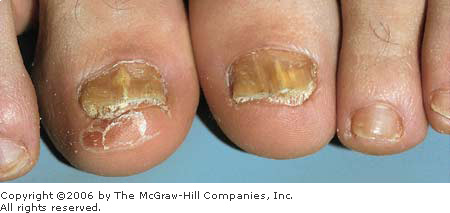 Copyright ©2006 by The McGraw-Hill Companies, Inc.
All rights reserved.